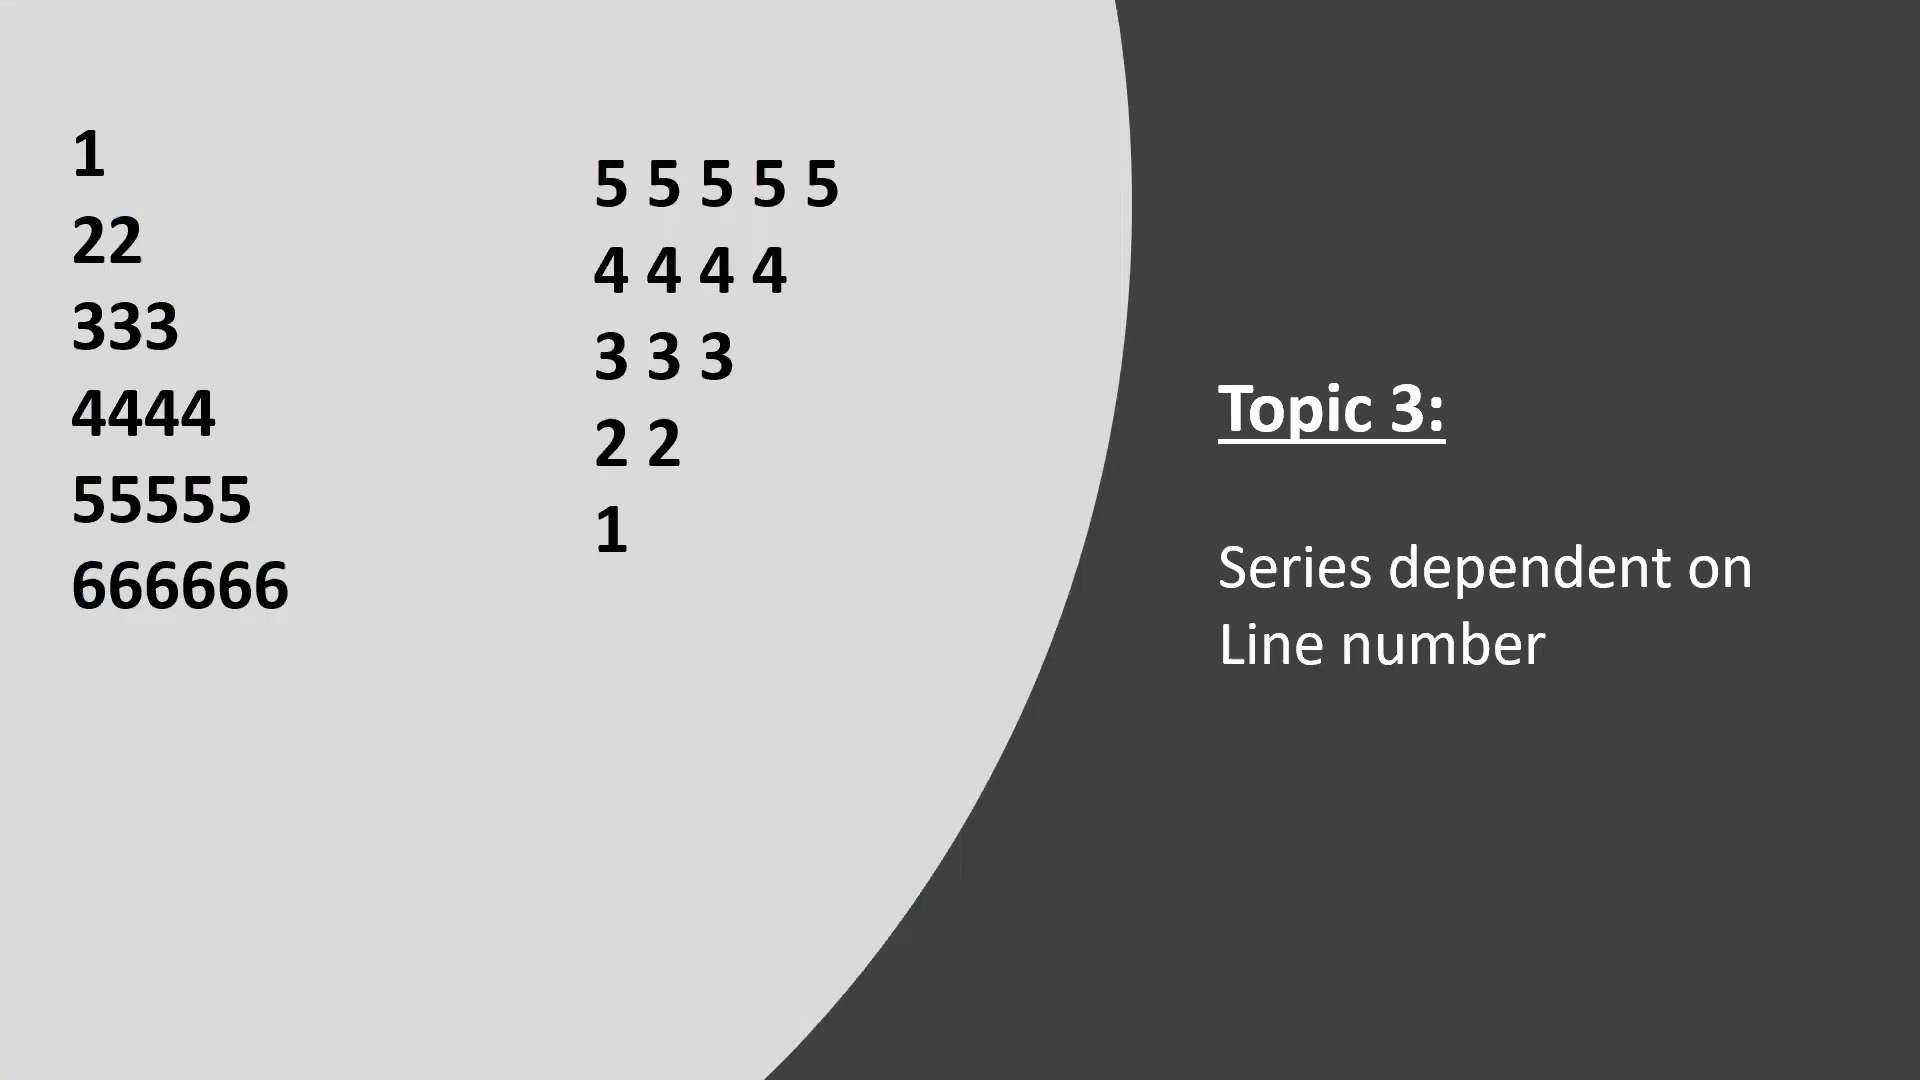 1
22
333
4444
55555
666666
5 5 5 5 5
4 4 4 4
3 3 3
2 2
1
Topic 3:
Series dependent on
Line number